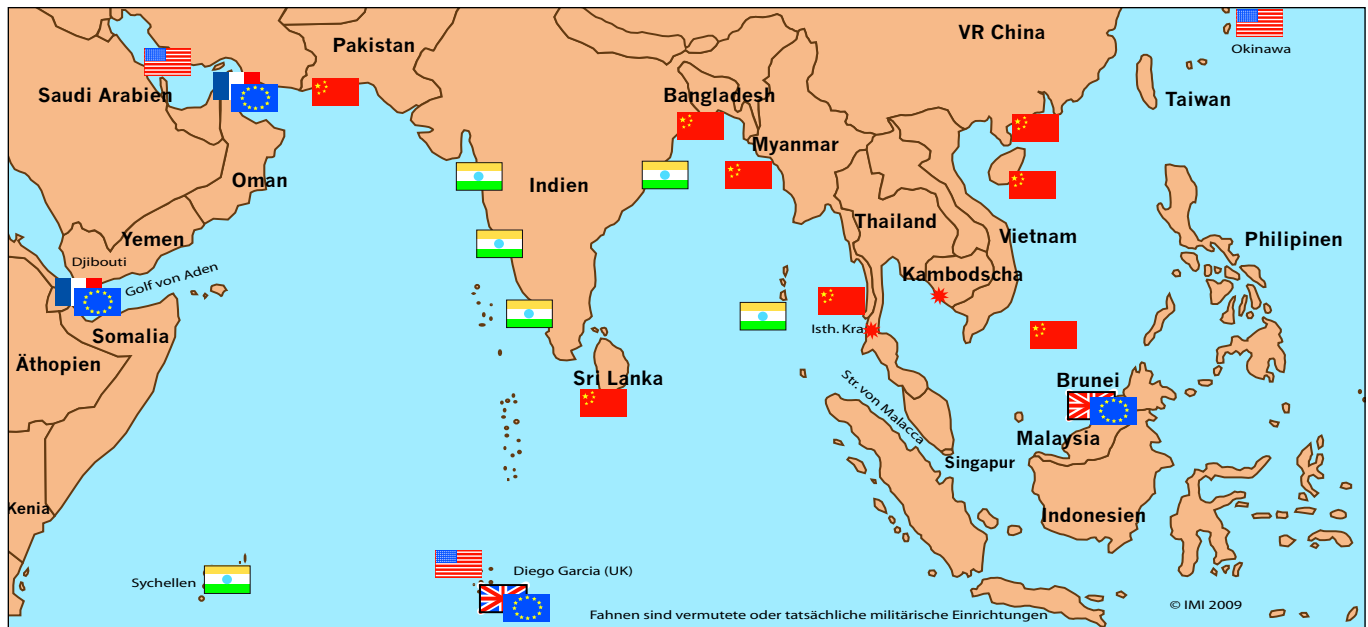 VR China
Okinawa
Pakistan
Saudi Arabien
Bangladesh
Taiwan
Myanmar
Oman
Indien
Thailand
Vietnam
Yemen
Philipinen
Djibouti
Golf von Aden
Kambodscha
Somalia
Isth. Kra
Äthopien
Sri Lanka
Str. von Malacca
Brunei
Malaysia
Singapur
Kenia
Indonesien
Sychellen
Diego Garcia (UK)
© IMI 2009
Fahnen sind vermutete oder tatsächliche militärische Einrichtungen